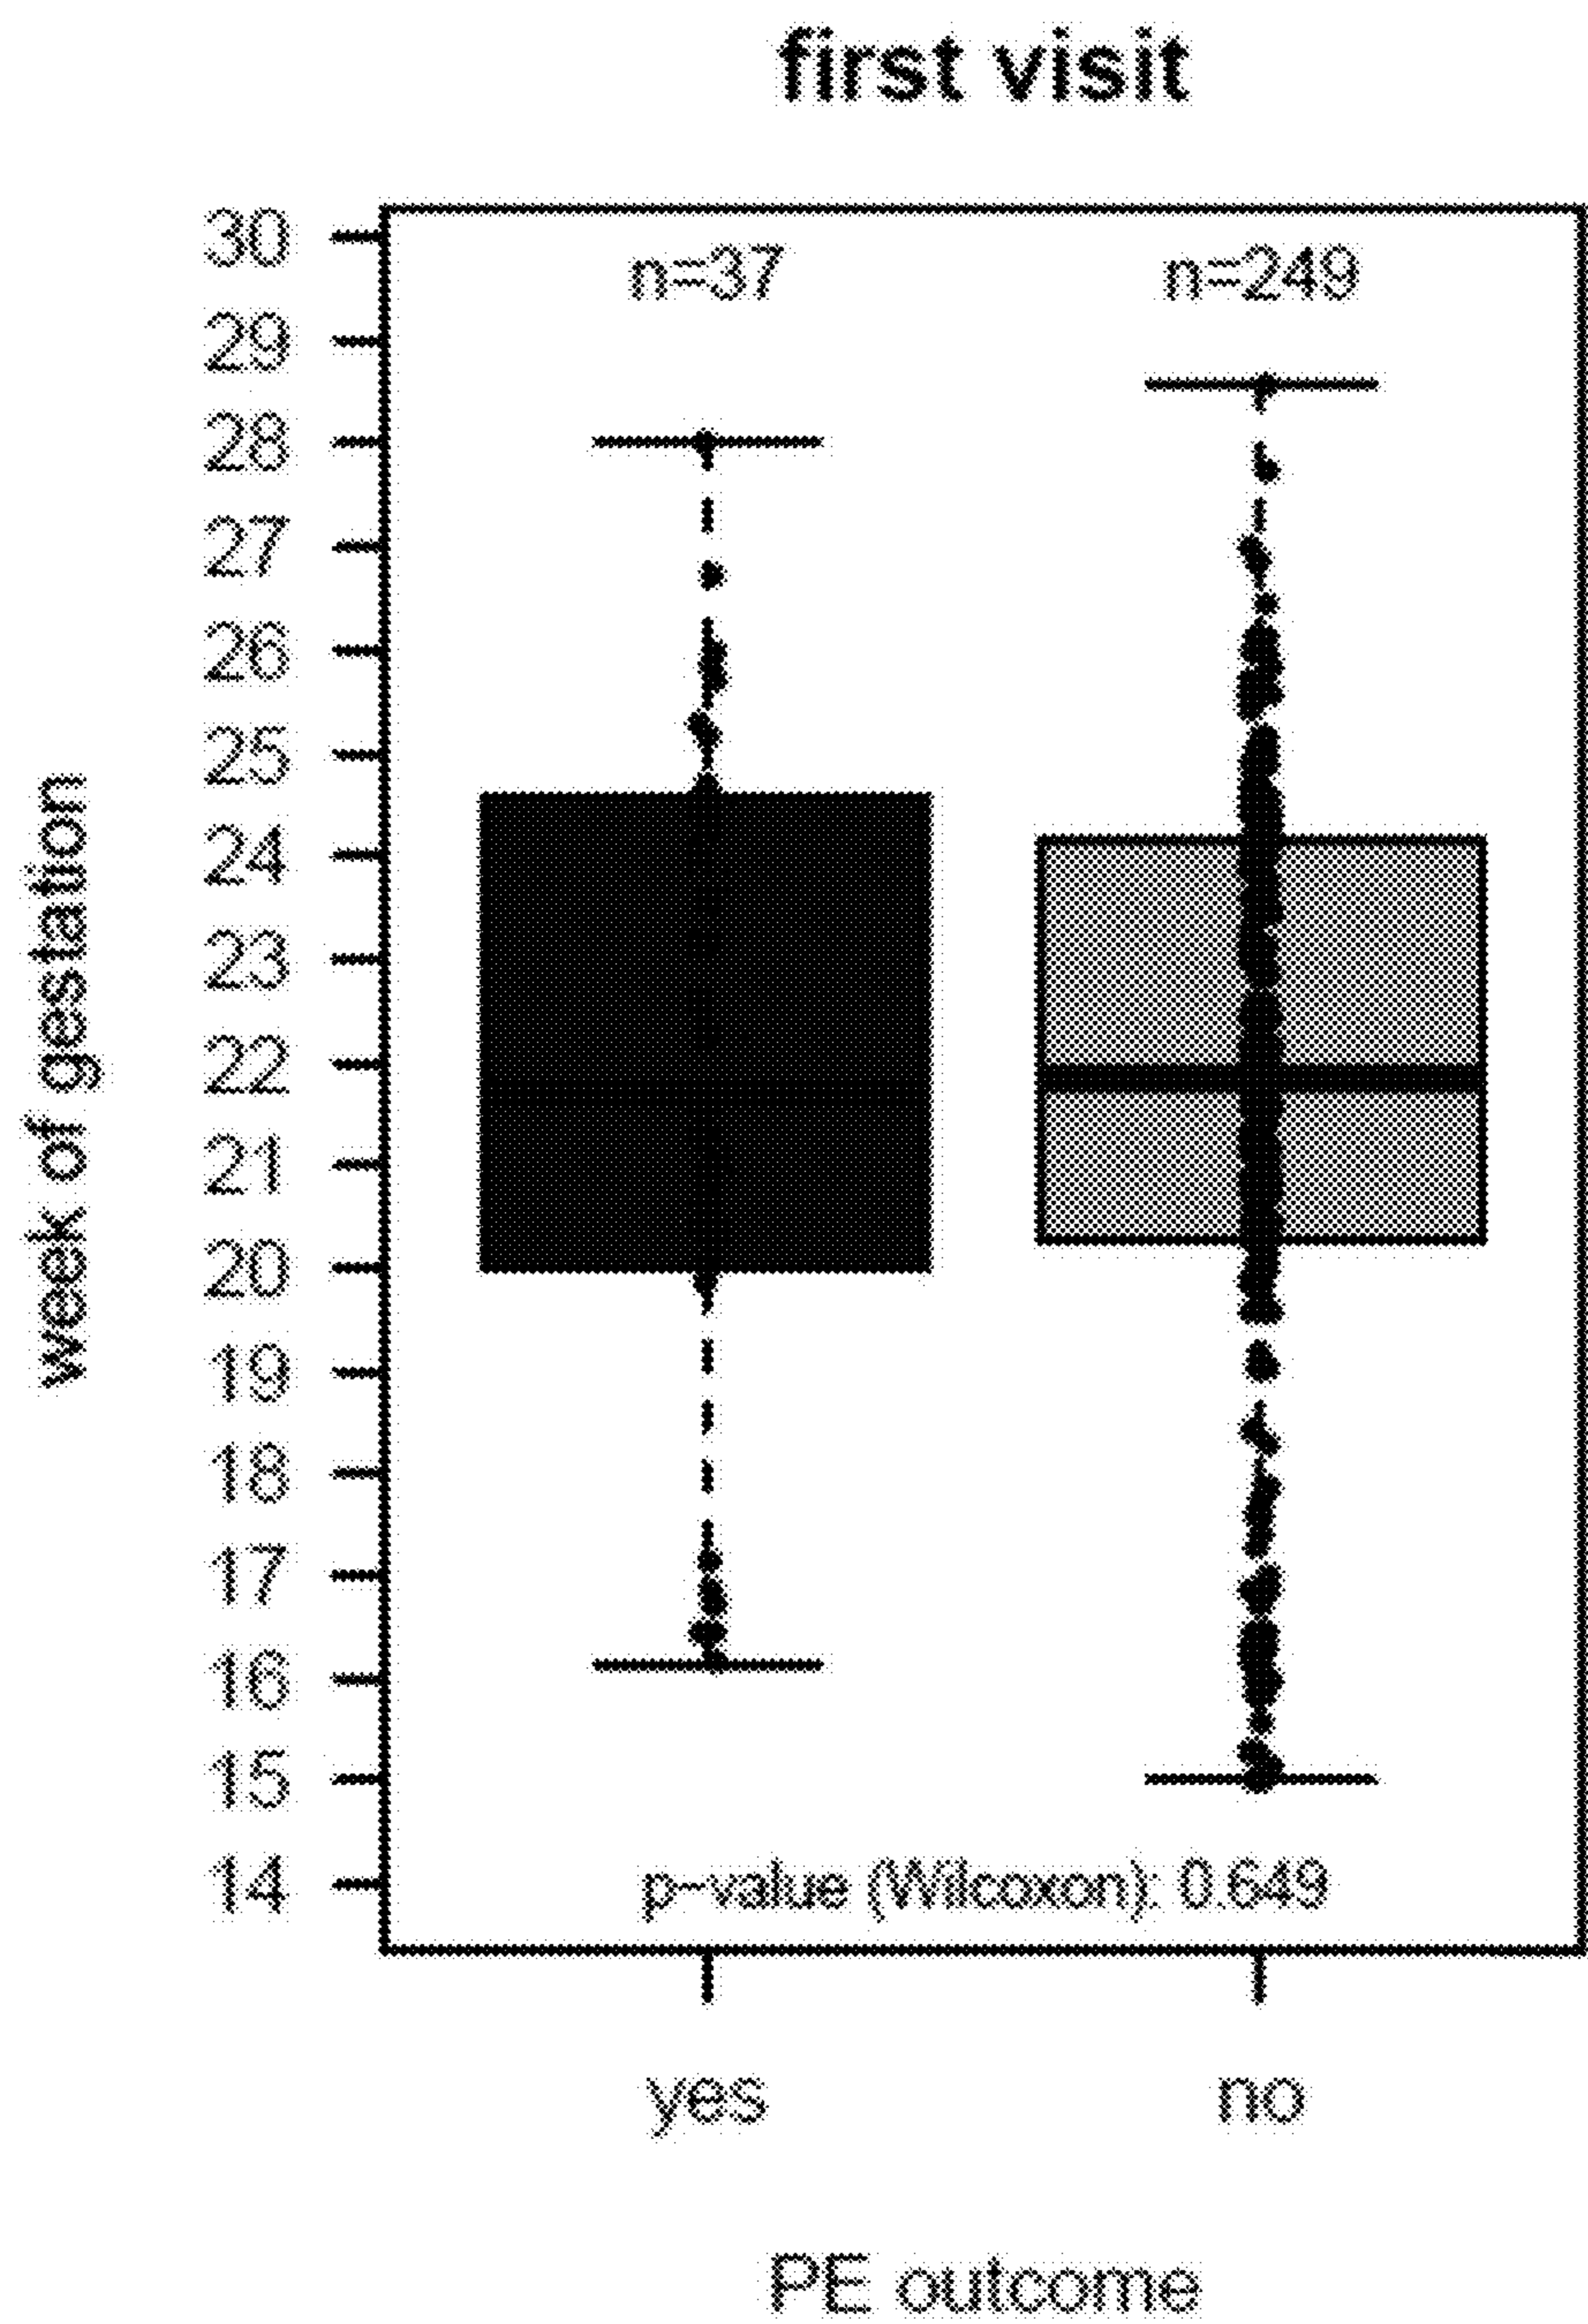 first visit
30
29
28
27
26
25
24
23
22
21
20
19
18
17
16
15
14
week of gestation
n=37
n=249
p-value (Wilcoxon): 0.649
yes
no
PE outcome